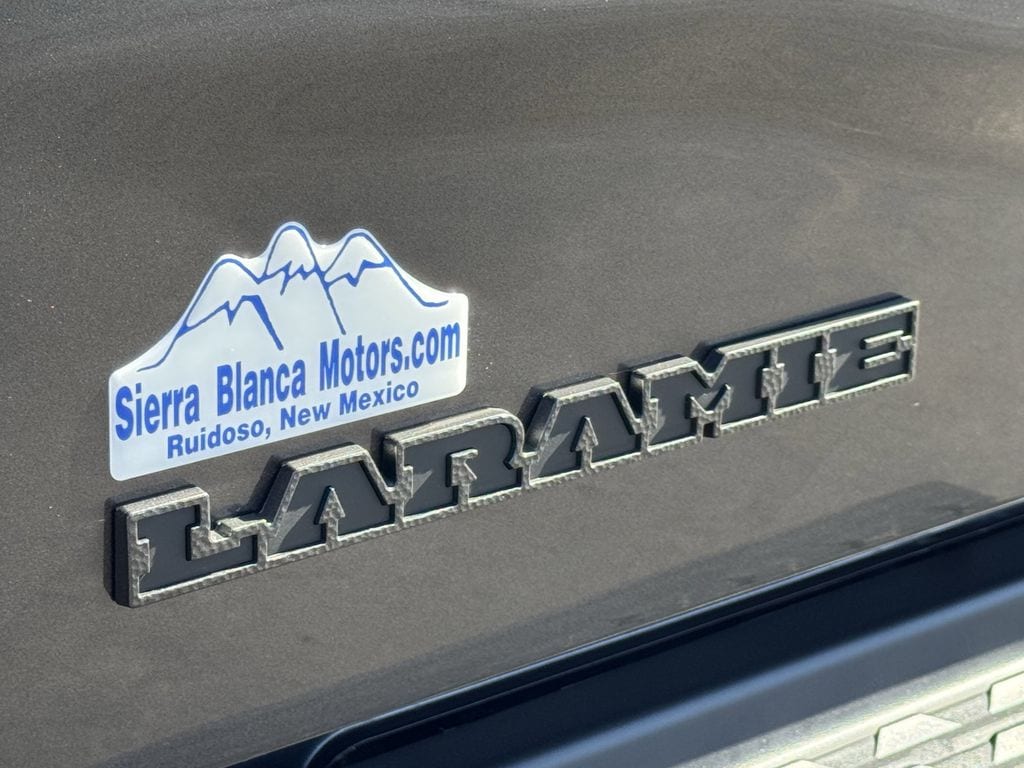 Sierra Blanca Motors.com
Ruidoso, New Mexico
LARAMIE